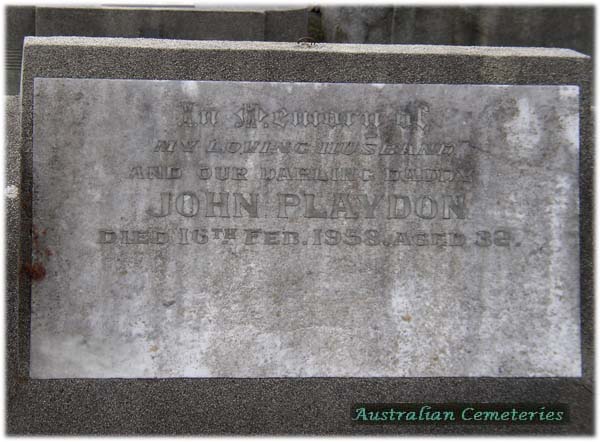 In Memory of
MY LOVING HUSBAND
AND OUR DARLING DADDY
JOHN PLAYDON
DIED 16TH FEB. 1958. AGED 32.
Australian Cemeteries